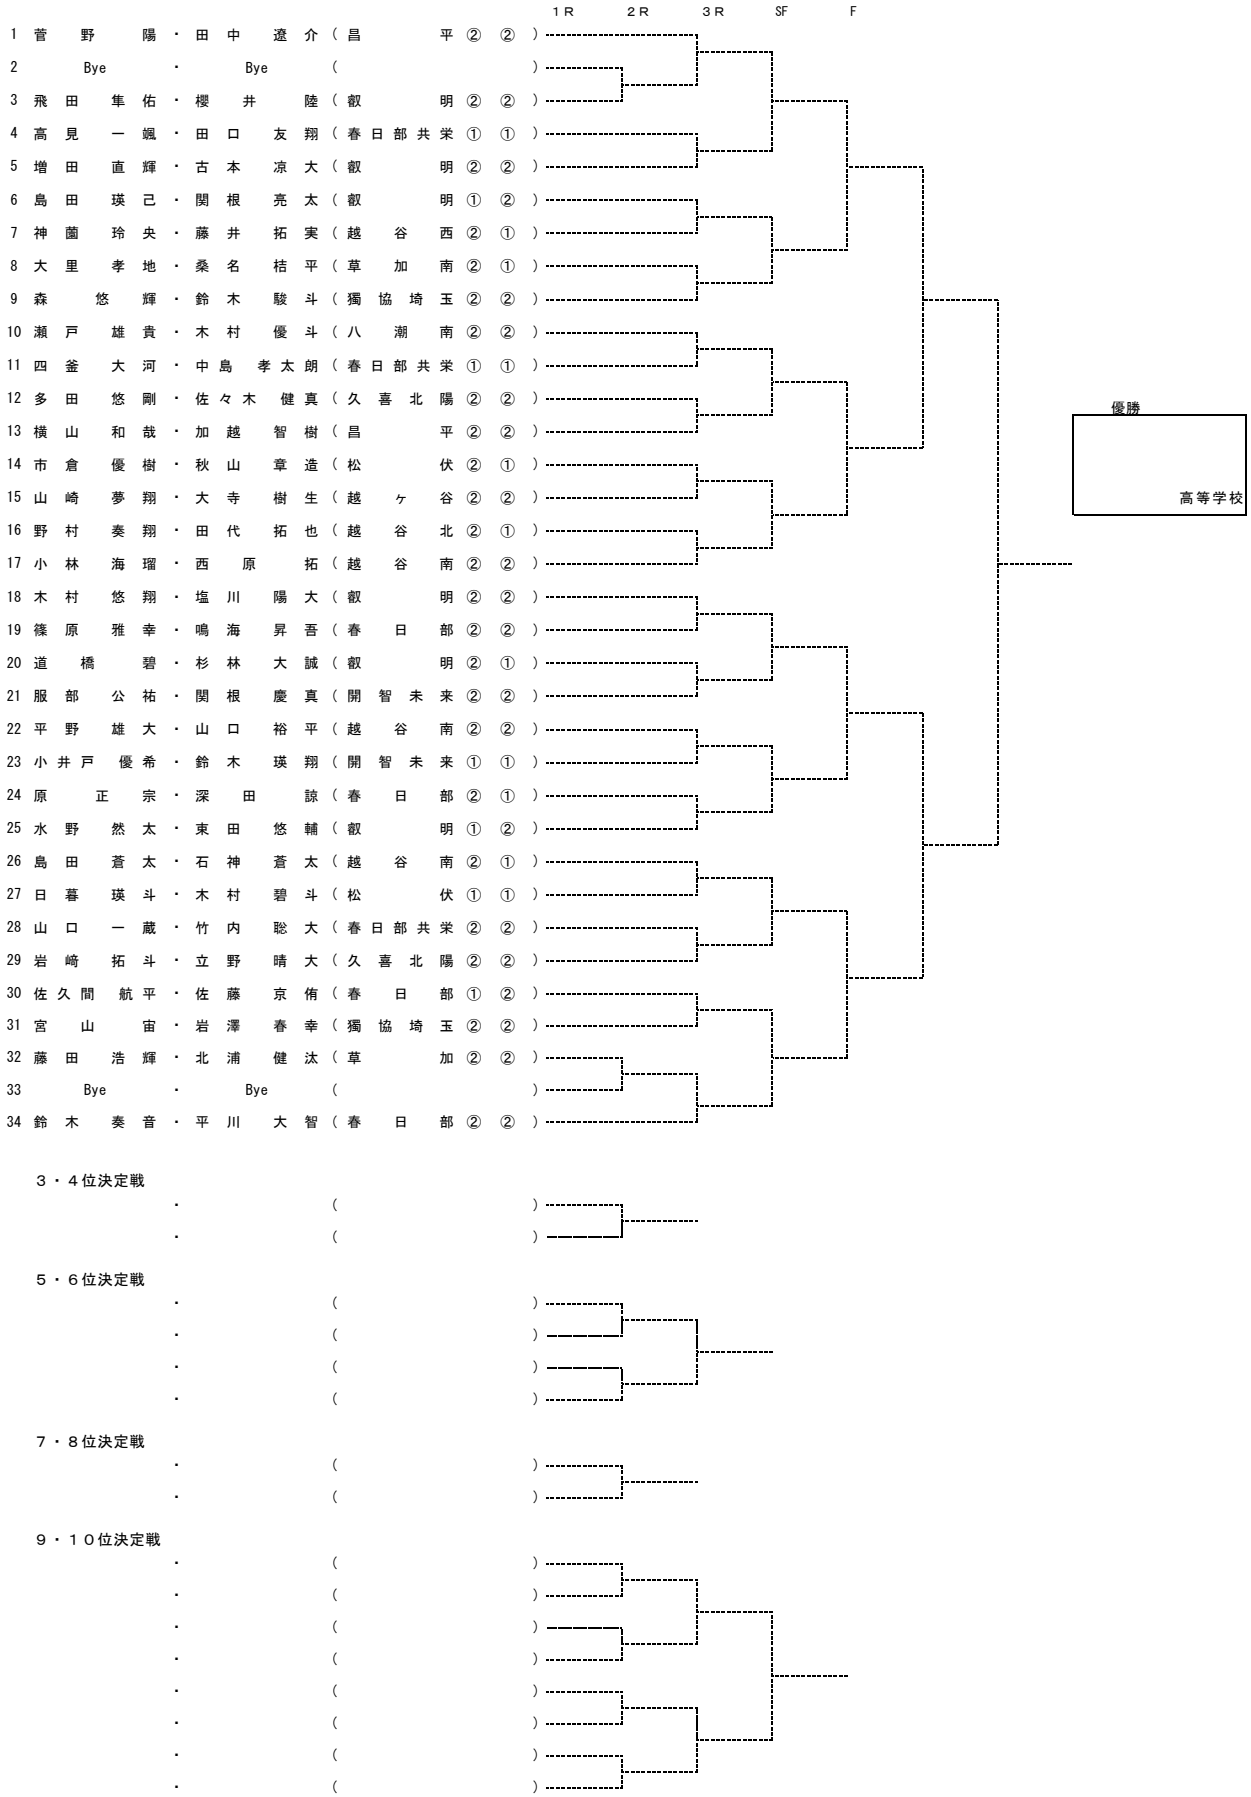 １Ｒ ２Ｒ ３Ｒ SF F
1 菅野 陽・田中 遼介（昌平② ②）
2 Bye ・ Bye （ ）
3 飛田 隼佑・櫻井 陸（叡明② ②）
4 高見 一颯・田口 友翔（春日部共栄① ①）
5 増田 直輝・古本 凉大（叡明② ②）
6 島田 瑛己・関根 亮太（叡明① ②）
7 神薗 玲央・藤井 拓実（越谷西② ①）
8 大里 孝地・桑名 桔平（草加南② ①）
9 森 悠輝・鈴木 駿斗（獨協埼玉② ②）
10 瀬戸 雄貴・木村 優斗（八潮南② ②）
11 四釜 大河・中島 孝太朗（春日部共栄① ①）
12 多田 悠剛・佐々木 健真（久喜北陽② ②）
13 横山 和哉・加越 智樹（昌平② ②）
優勝
14 市倉 優樹・秋山 章造（松伏② ①）
15 山崎 夢翔・大寺 樹生（越ヶ谷② ②）
高等学校
16 野村 奏翔・田代 拓也（越谷北② ①）
17 小林 海瑠・西原 拓（越谷南② ②）
18 木村 悠翔・塩川 陽大（叡明② ②）
19 篠原 雅幸・鳴海 昇吾（春日部② ②）
20 道橋 碧・杉林 大誠（叡明② ①）
21 服部 公祐・関根 慶真（開智未来② ②）
22 平野 雄大・山口 裕平（越谷南② ②）
23 小井戸 優希・鈴木 瑛翔（開智未来① ①）
24 原 正宗・深田 諒（春日部② ①）
25 水野 然太・東田 悠輔（叡明① ②）
26 島田 蒼太・石神 蒼太（越谷南② ①）
27 日暮 瑛斗・木村 碧斗（松伏① ①）
28 山口 一蔵・竹内 聡大（春日部共栄② ②）
29 岩﨑 拓斗・立野 晴大（久喜北陽② ②）
30 佐久間 航平・佐藤 京侑（春日部① ②）
31 宮山 宙・岩澤 春幸（獨協埼玉② ②）
32 藤田 浩輝・北浦 健汰（草加② ②）
33 Bye ・ Bye （ ）
34 鈴木 奏音・平川 大智（春日部② ②）
３・４位決定戦
・ （ ）
・ （ ）
５・６位決定戦
・ （ ）
・ （ ）
・ （ ）
・ （ ）
７・８位決定戦
・ （ ）
・ （ ）
９・１０位決定戦
・ （ ）
・ （ ）
・ （ ）
・ （ ）
・ （ ）
・ （ ）
・ （ ）
・ （ ）